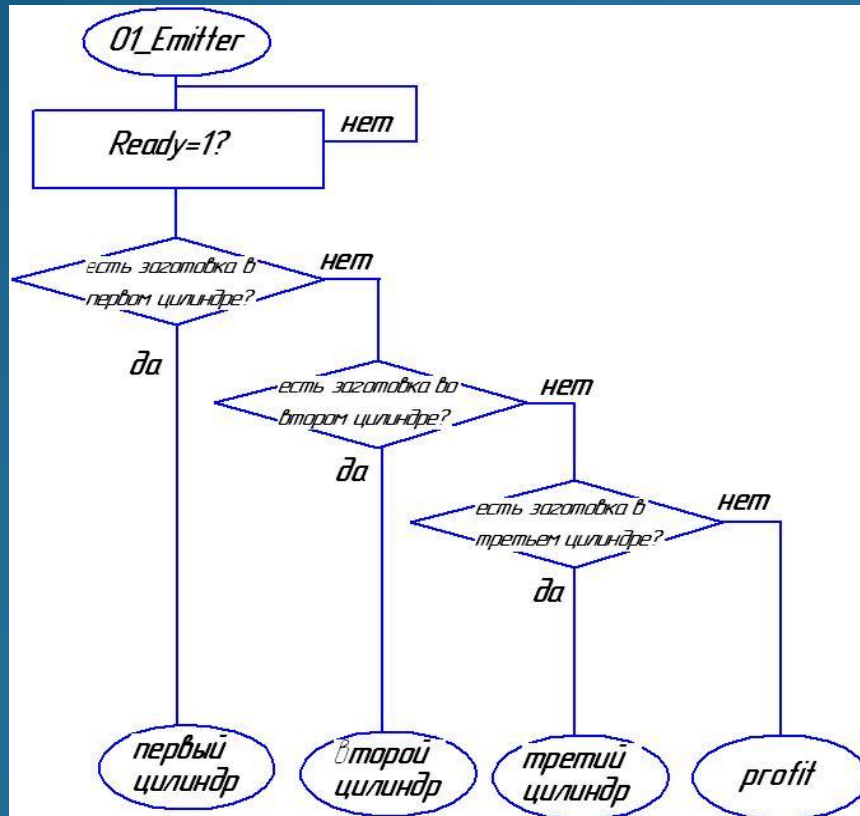 01_Emitter
нет
Ready=1?
есть заготовка в
первом цилиндре?
нет
да
есть заготовка во
втором цилиндре?
нет
да
есть заготовка в
третьем цилиндре?
нет
да
первый
цилиндр
второй
цилиндр
третий
цилиндр
profit